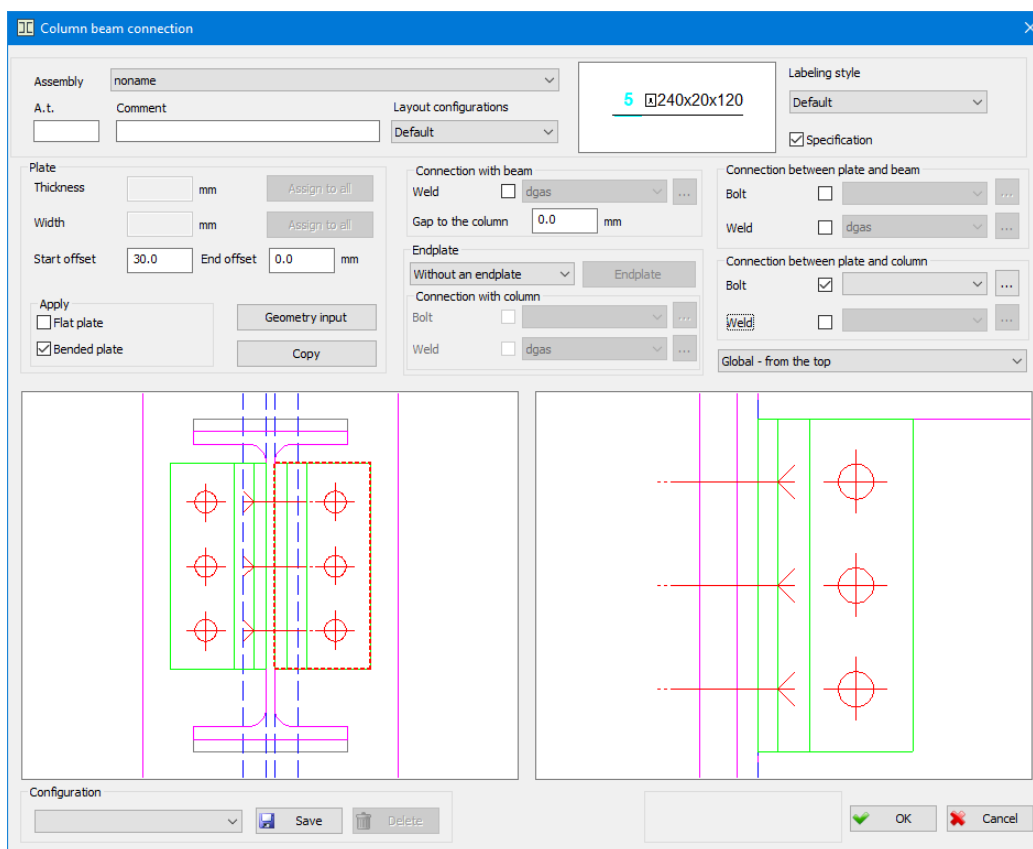 Column beam connection
Assembly
noname
A.t.
Comment
Layout configurations
Default
5 240x20x120
Labeling style
Default
Specification
Plate
Thickness
mm
Assign to all
Width
mm
Assign to all
Start offset
30.0
End offset
0.0
mm
Apply
Flat plate
Bended plate
Geometry input
Copy
Connection with beam
Weld
dgas
...
Gap to the column
0.0
mm
Endplate
Without an endplate
Endplate
Connection with column
Bolt
...
Weld
dgas
...
Connection between plate and beam
Bolt
...
Weld
dgas
...
Connection between plate and column
Bolt
...
Weld
...
Global - from the top
Configuration
Save
Delete
OK
Cancel